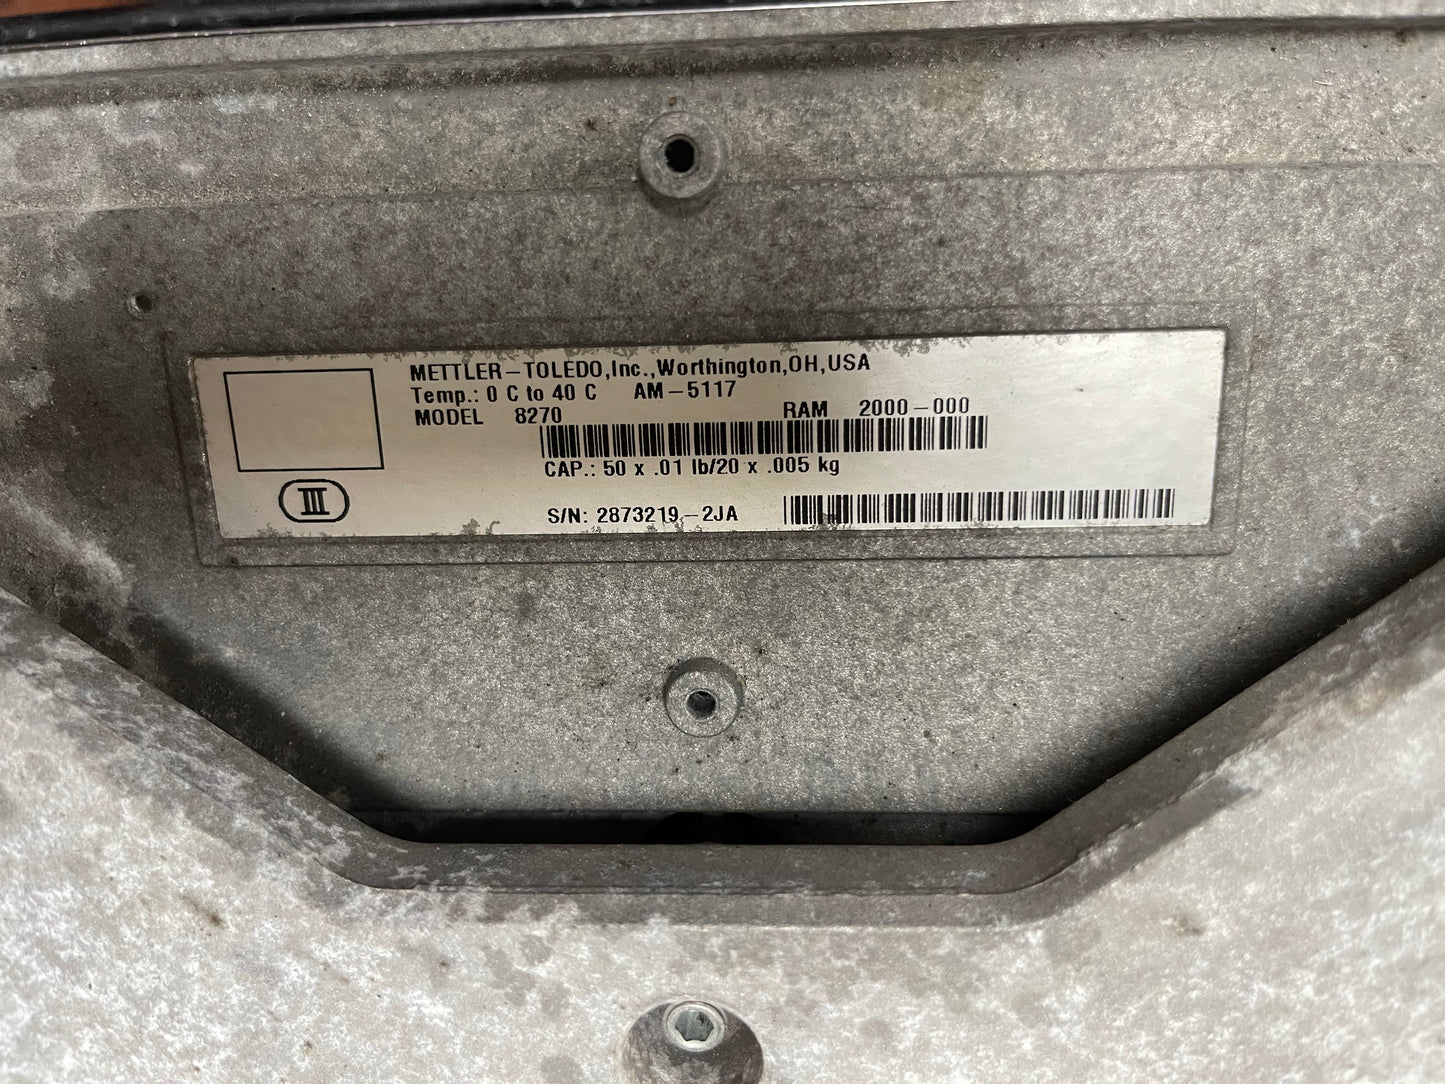 METTLER-TOLEDO,Inc.,Worthington,OH,USA
Temp.: 0 C to 40 C AM-5117
MODEL 8270 RAM 2000-000
CAP.: 50 x .01 lb/20 x .005 kg
III
S/N: 2873219-2JA